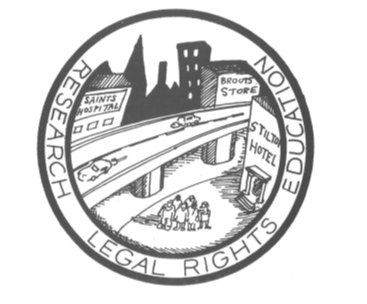 RESEARCH
LEGAL RIGHTS
EDUCATION
SAINTS
HOSPITAL
BROUTS
STORE
STILTON
HOTEL